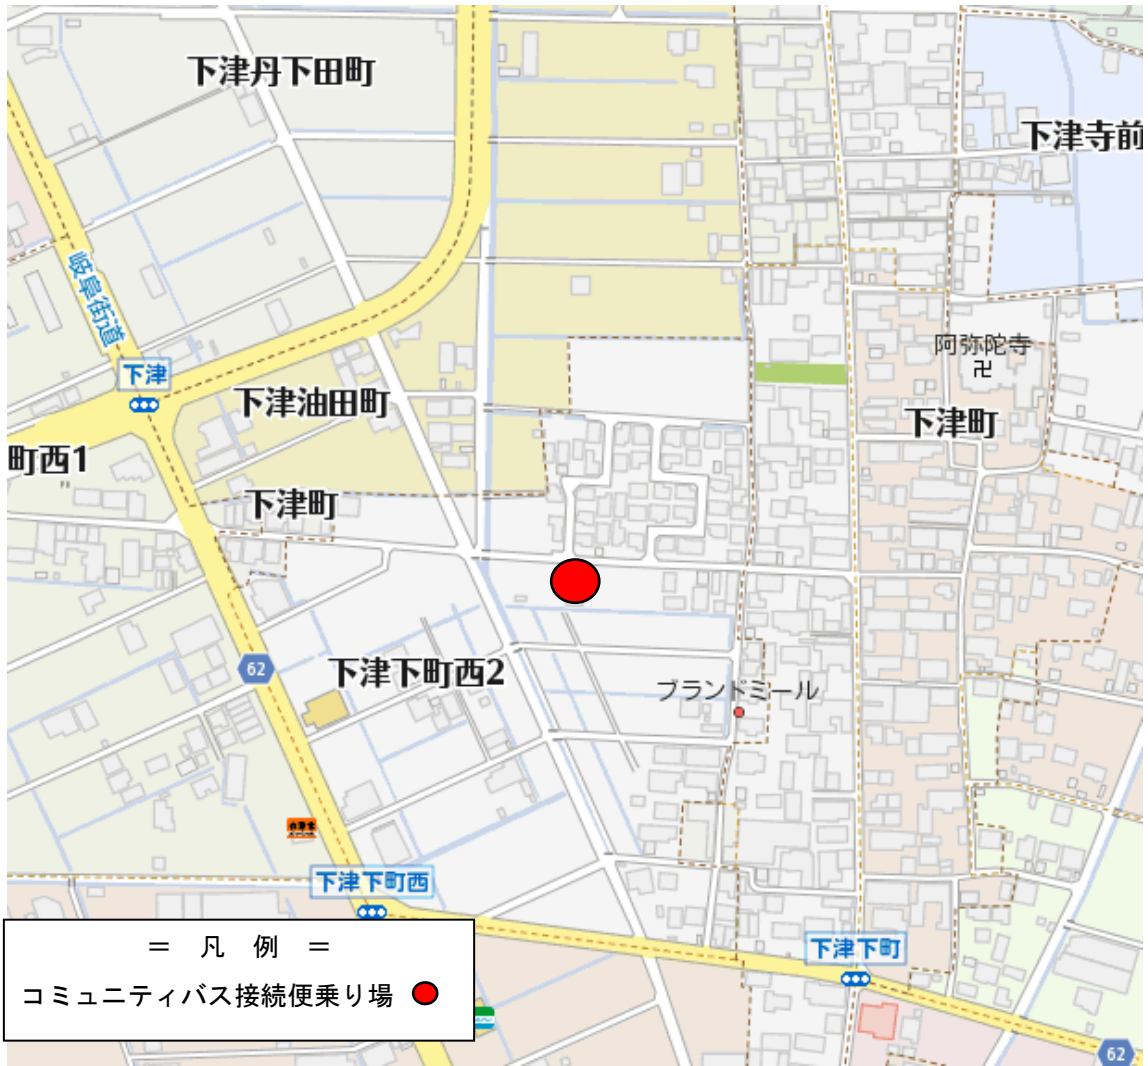 下津丹下田町
下津寺前
岐阜街道
下津
阿弥陀寺
下津油田町
下津町
町西1
下津町
62
下津下町西2
ブランドミール
下津下町西
下津下町
＝ 凡 例 ＝
コミュニティバス接続便乗り場
62